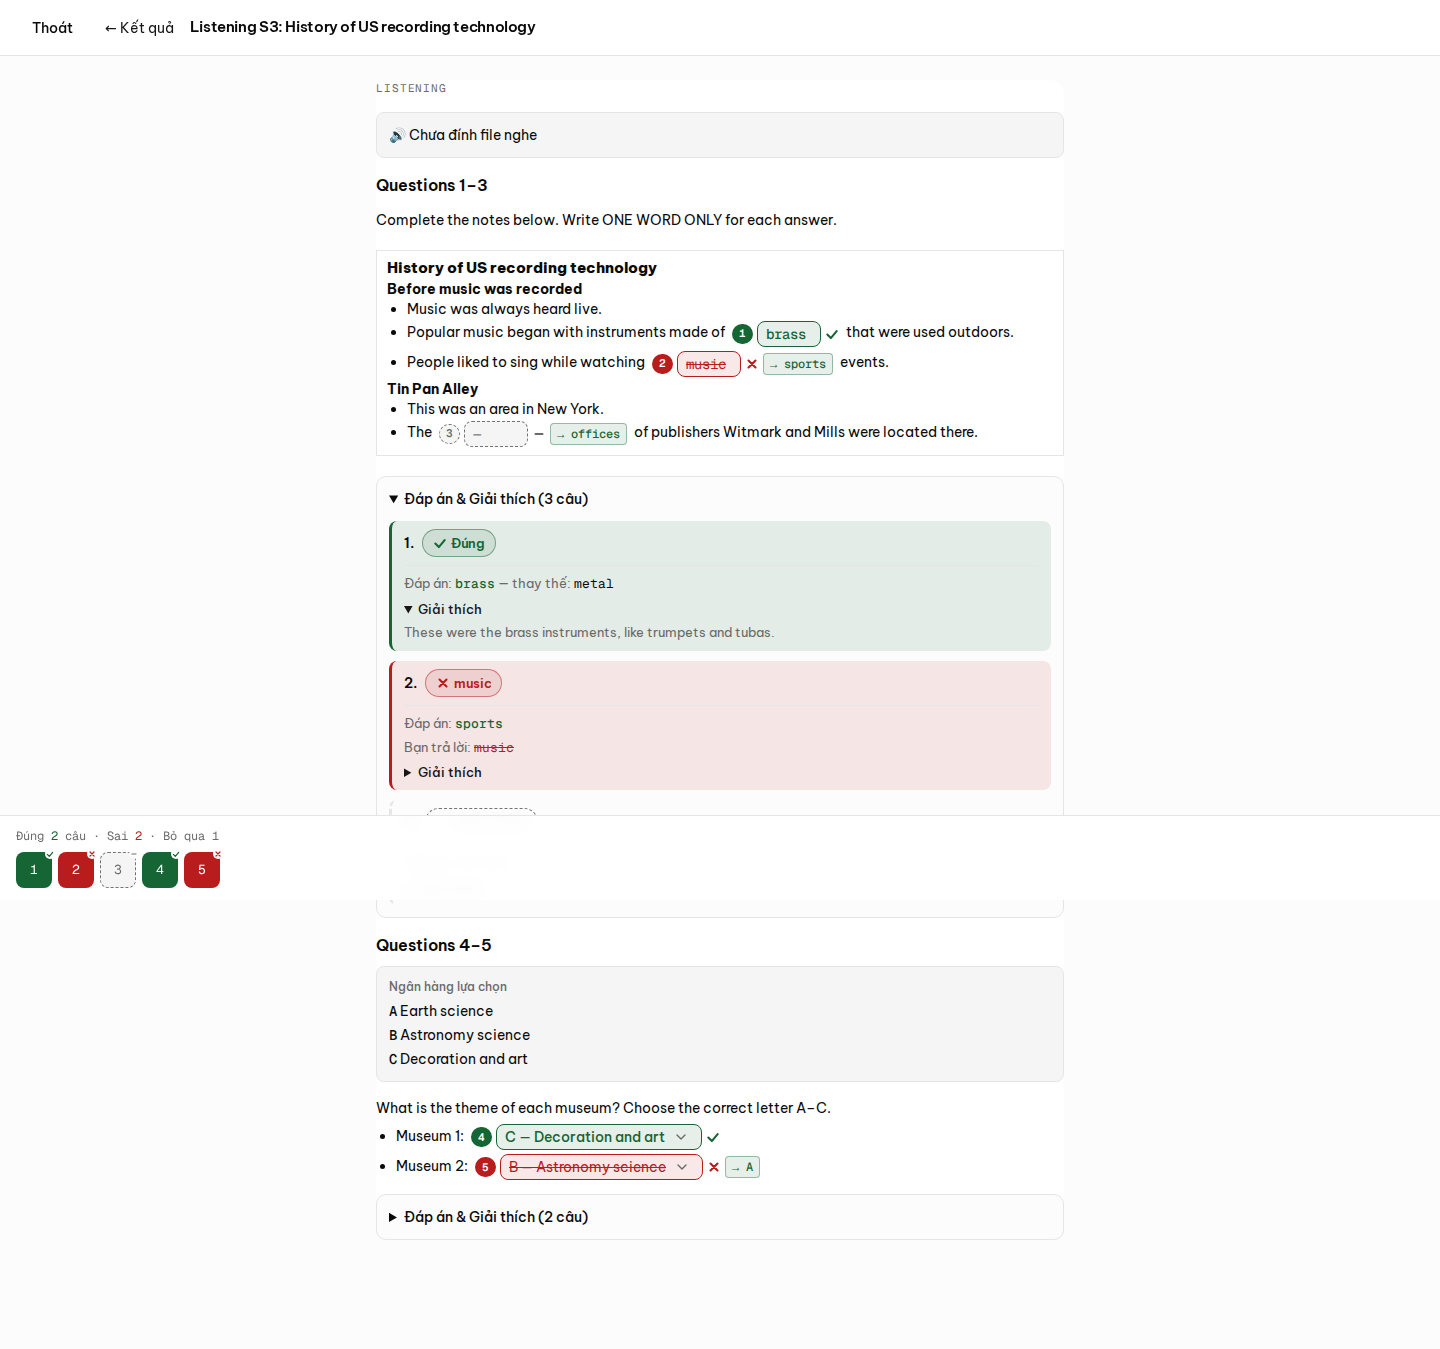 Thoát ← Kết quả Listening S3: History of US recording technology
LISTENING
🔊 Chưa đính file nghe
Questions 1–3
Complete the notes below. Write ONE WORD ONLY for each answer.
History of US recording technology
Before music was recorded
• Music was always heard live.
• Popular music began with instruments made of 1 brass ✓ that were used outdoors.
• People liked to sing while watching 2 music ✕ → sports events.
Tin Pan Alley
• This was an area in New York.
• The 3 — – → offices of publishers Witmark and Mills were located there.
▼ Đáp án & Giải thích (3 câu)
1. ✓ Đúng
Đáp án: brass — thay thế: metal
▼ Giải thích
These were the brass instruments, like trumpets and tubas.
2. ✕ music
Đáp án: sports
Bạn trả lời: music
▶ Giải thích
Đúng 2 câu · Sai 2 · Bỏ qua 1
1 2 3 4 5
Questions 4–5
Ngân hàng lựa chọn
A Earth science
B Astronomy science
C Decoration and art
What is the theme of each museum? Choose the correct letter A–C.
• Museum 1: 4 C — Decoration and art ✓
• Museum 2: 5 B — Astronomy science ✕ → A
▶ Đáp án & Giải thích (2 câu)